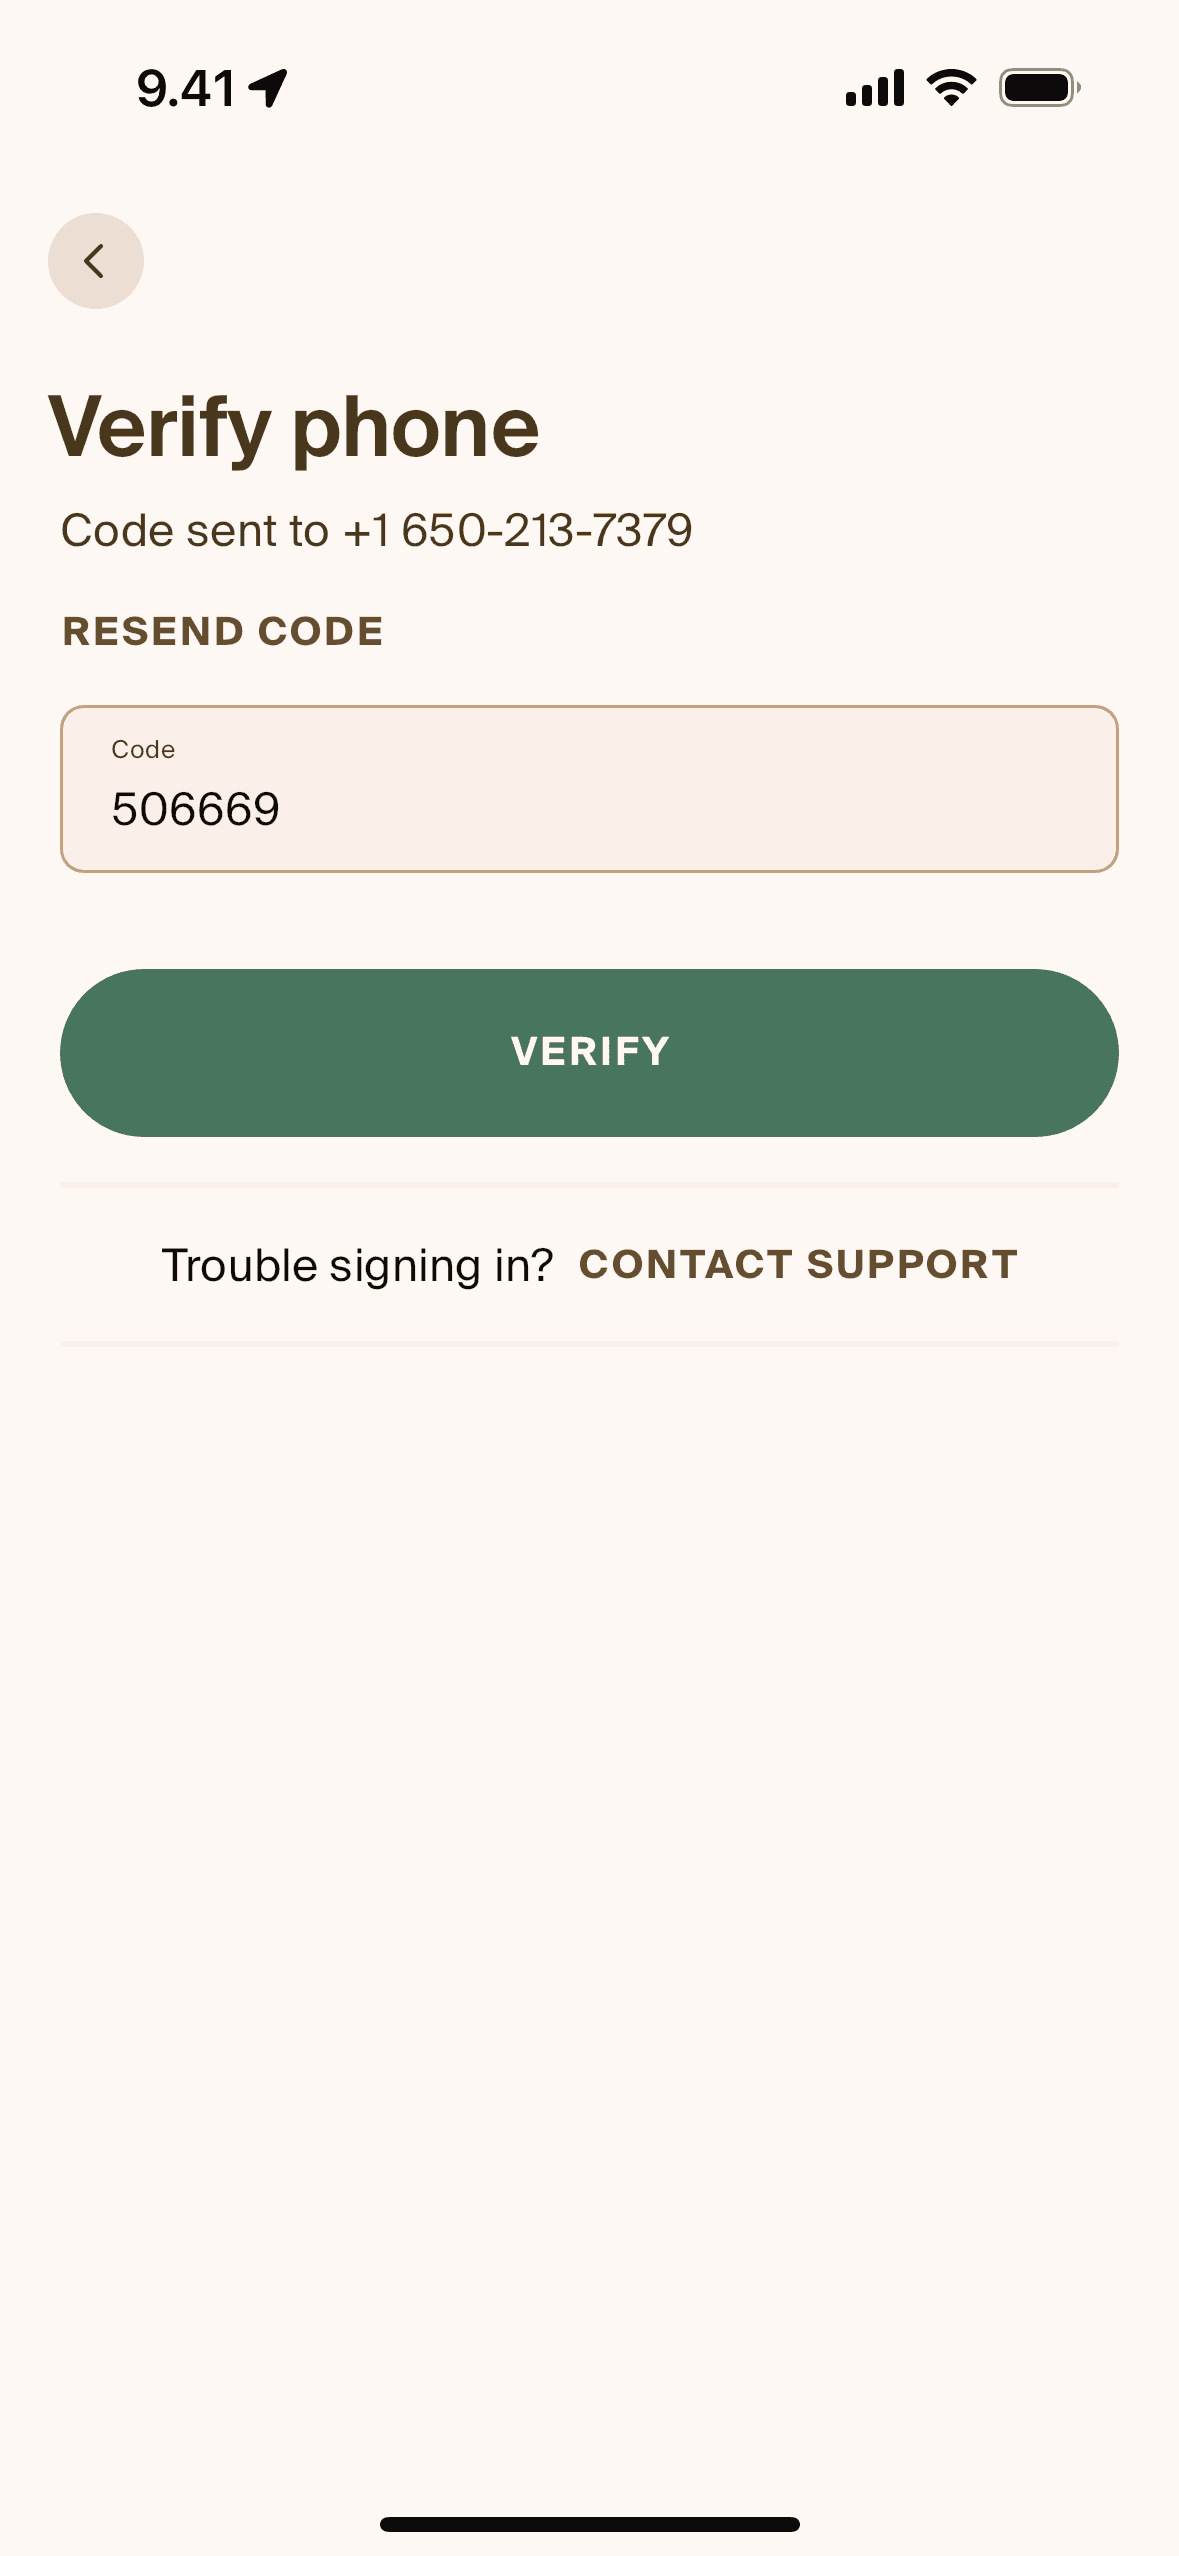 9.41
Verify phone
Code sent to +1 650-213-7379
RESEND CODE
Code
506669
VERIFY
Trouble signing in? CONTACT SUPPORT